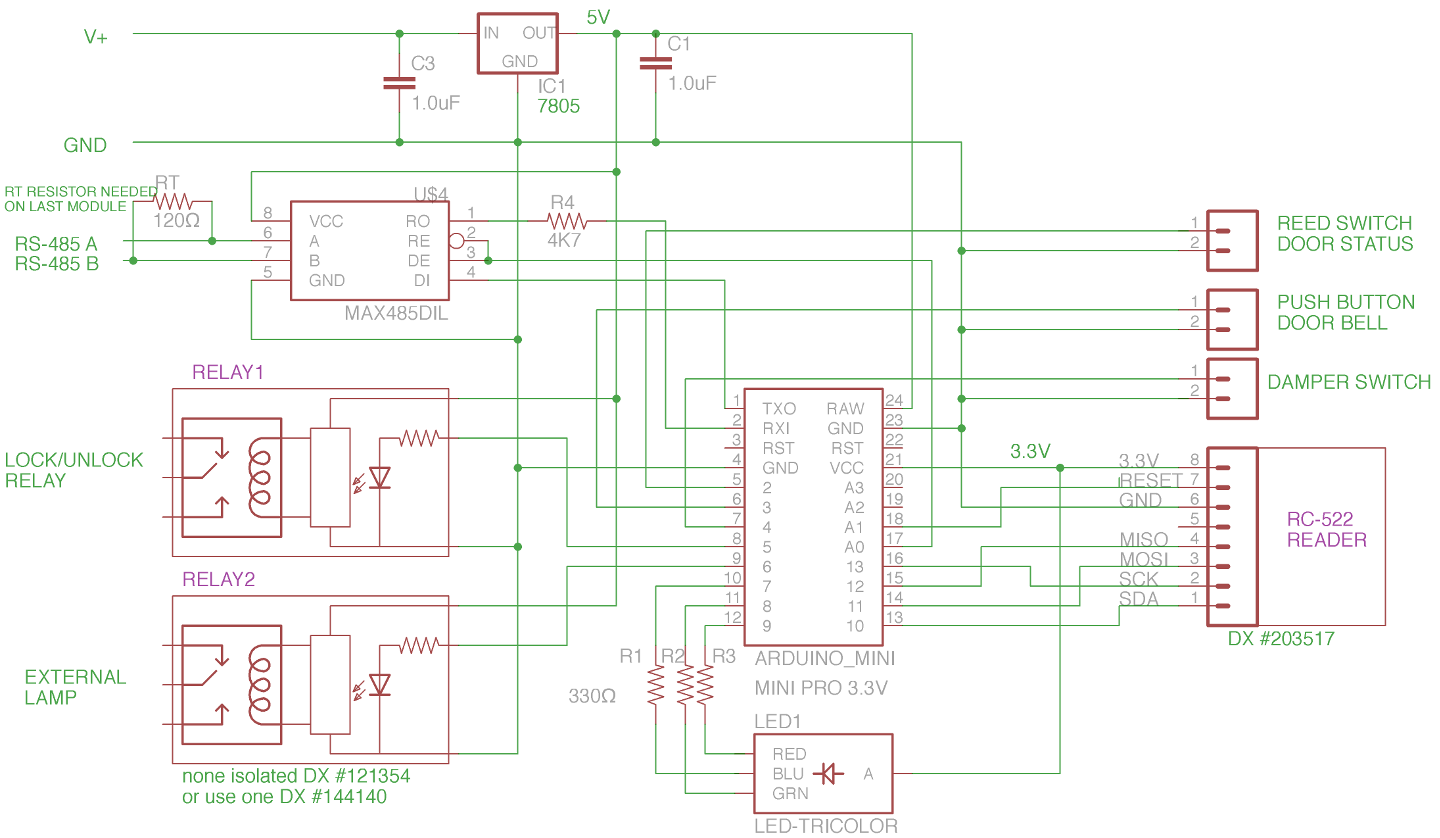 V+
5V
IN OUT
GND
IC1
7805
C3
1.0uF
C1
1.0uF
GND
RT RESISTOR NEEDED
ON LAST MODULE
RT
120Ω
RS-485 A
RS-485 B
U$4
8 VCC RO 1
6 A RE 2
7 B DE 3
5 GND DI 4
MAX485DIL
R4
4K7
1
2
REED SWITCH
DOOR STATUS
1
2
PUSH BUTTON
DOOR BELL
1
2
DAMPER SWITCH
RELAY1
LOCK/UNLOCK
RELAY
RELAY2
EXTERNAL
LAMP
none isolated DX #121354
or use one DX #144140
1 TXO RAW 24
2 RXI GND 23
3 RST RST 22
4 GND VCC 21
5 2 A3 20
6 3 A2 19
7 4 A1 18
8 5 A0 17
9 6 13 16
10 7 12 15
11 8 11 14
12 9 10 13
ARDUINO_MINI
MINI PRO 3.3V
3.3V
3.3V 8
RESET 7
GND 6
5
MISO 4
MOSI 3
SCK 2
SDA 1
RC-522
READER
DX #203517
R1 R2 R3
330Ω
LED1
RED
BLU A
GRN
LED-TRICOLOR